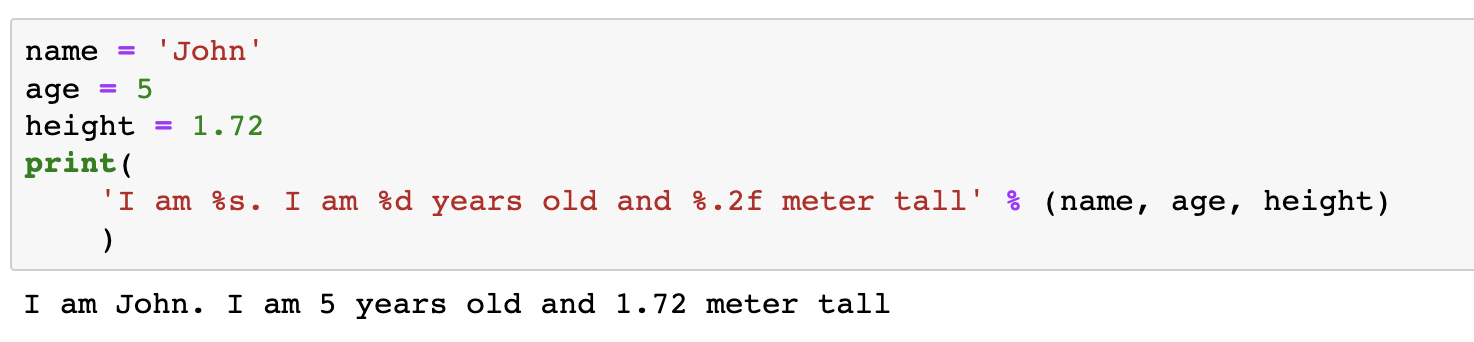 name = 'John'
age = 5
height = 1.72
print(
    'I am %s. I am %d years old and %.2f meter tall' % (name, age, height)
    )
I am John. I am 5 years old and 1.72 meter tall